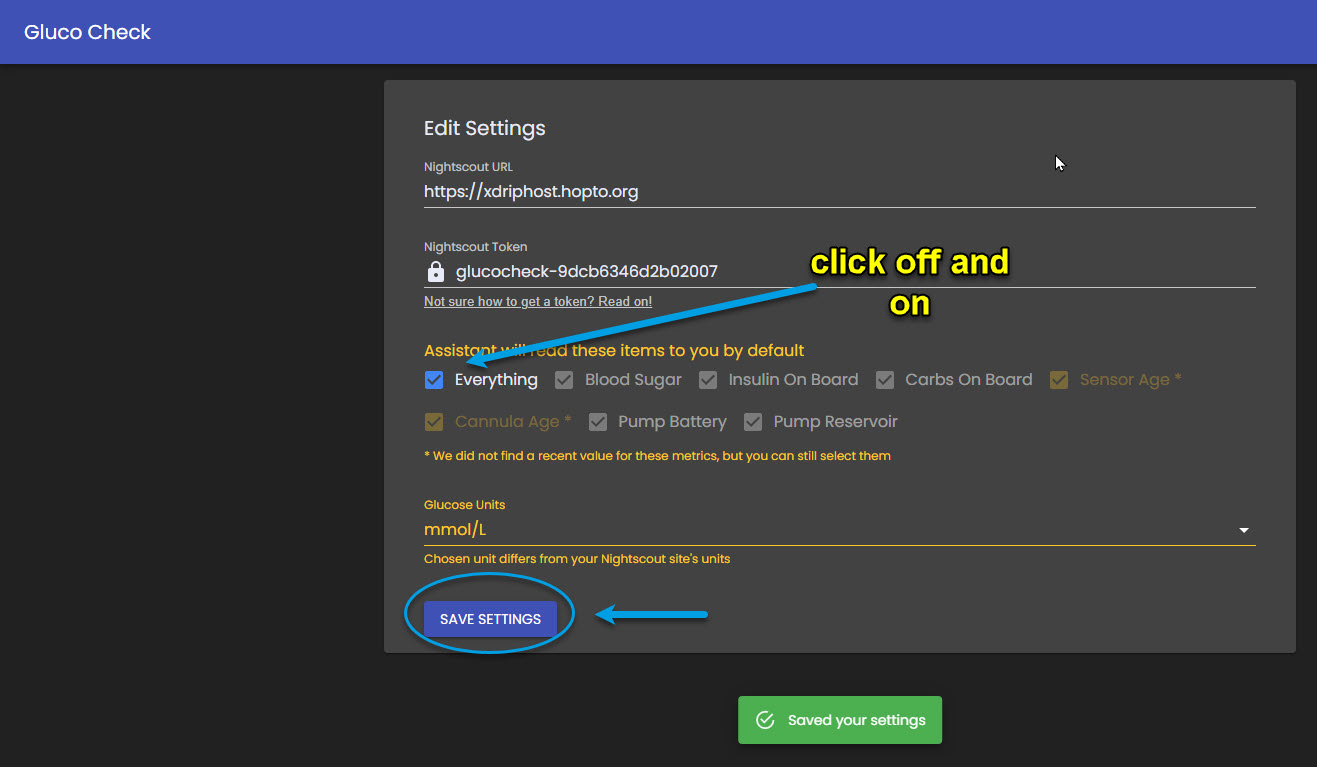 Gluco Check
Edit Settings
Nightscout URL
https://xdriphost.hopto.org
Nightscout Token
glucocheck-9dcb6346d2b02007
click off and
on
Not sure how to get a token? Read on!
Assistant will read these items to you by default
Everything Blood Sugar Insulin On Board Carbs On Board Sensor Age *
Cannula Age * Pump Battery Pump Reservoir
* We did not find a recent value for these metrics, but you can still select them
Glucose Units
mmol/L
Chosen unit differs from your Nightscout site's units
SAVE SETTINGS
Saved your settings